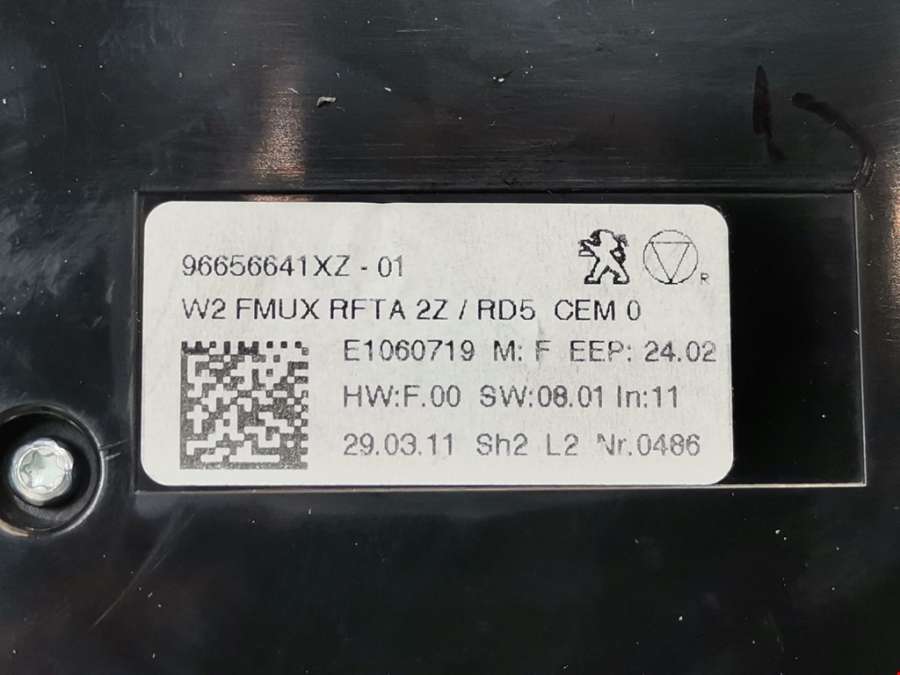 96656641XZ - 01
R
W2 FMUX RFTA 2Z / RD5 CEM 0
E1060719 M: F EEP: 24.02
HW:F.00 SW:08.01 In:11
29.03.11 Sh2 L2 Nr.0486